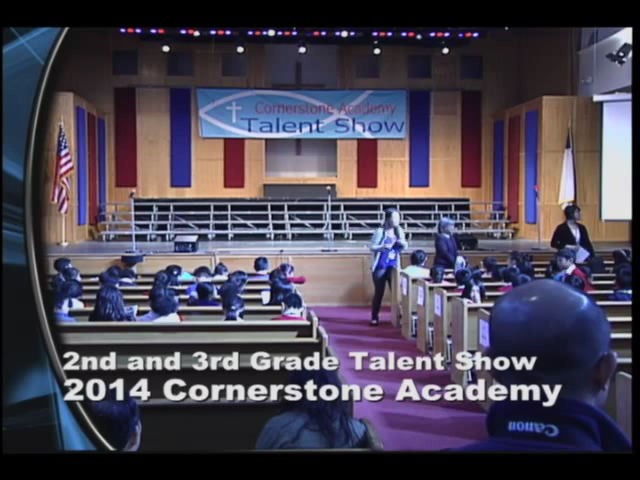 Cornerstone Academy
Talent Show
2nd and 3rd Grade Talent Show
2014 Cornerstone Academy
Canon